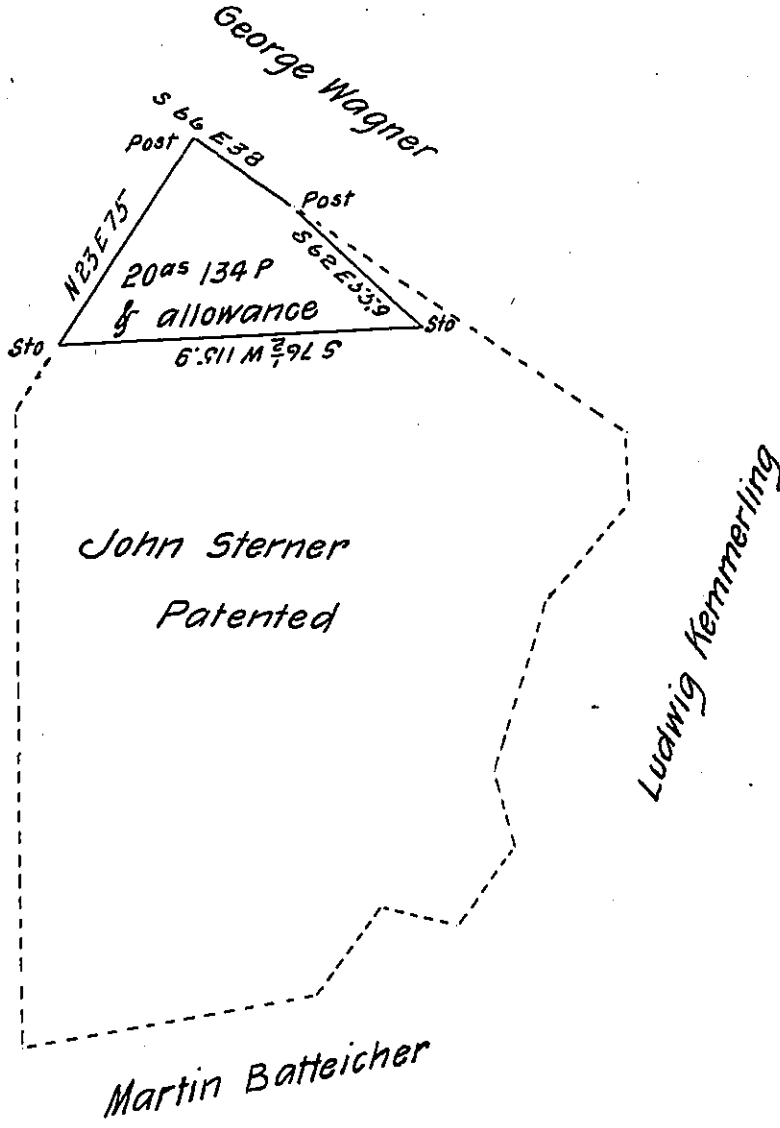 George Wagner
S 66 E 38
Post
Post
N 23 E 75
S 62 E 55.9
20as 134 P
& allowance
Sto
Sto
S 76½ W 115.9
John Sterner
Patented
Ludwig Kemmerling
Martin Batteicher